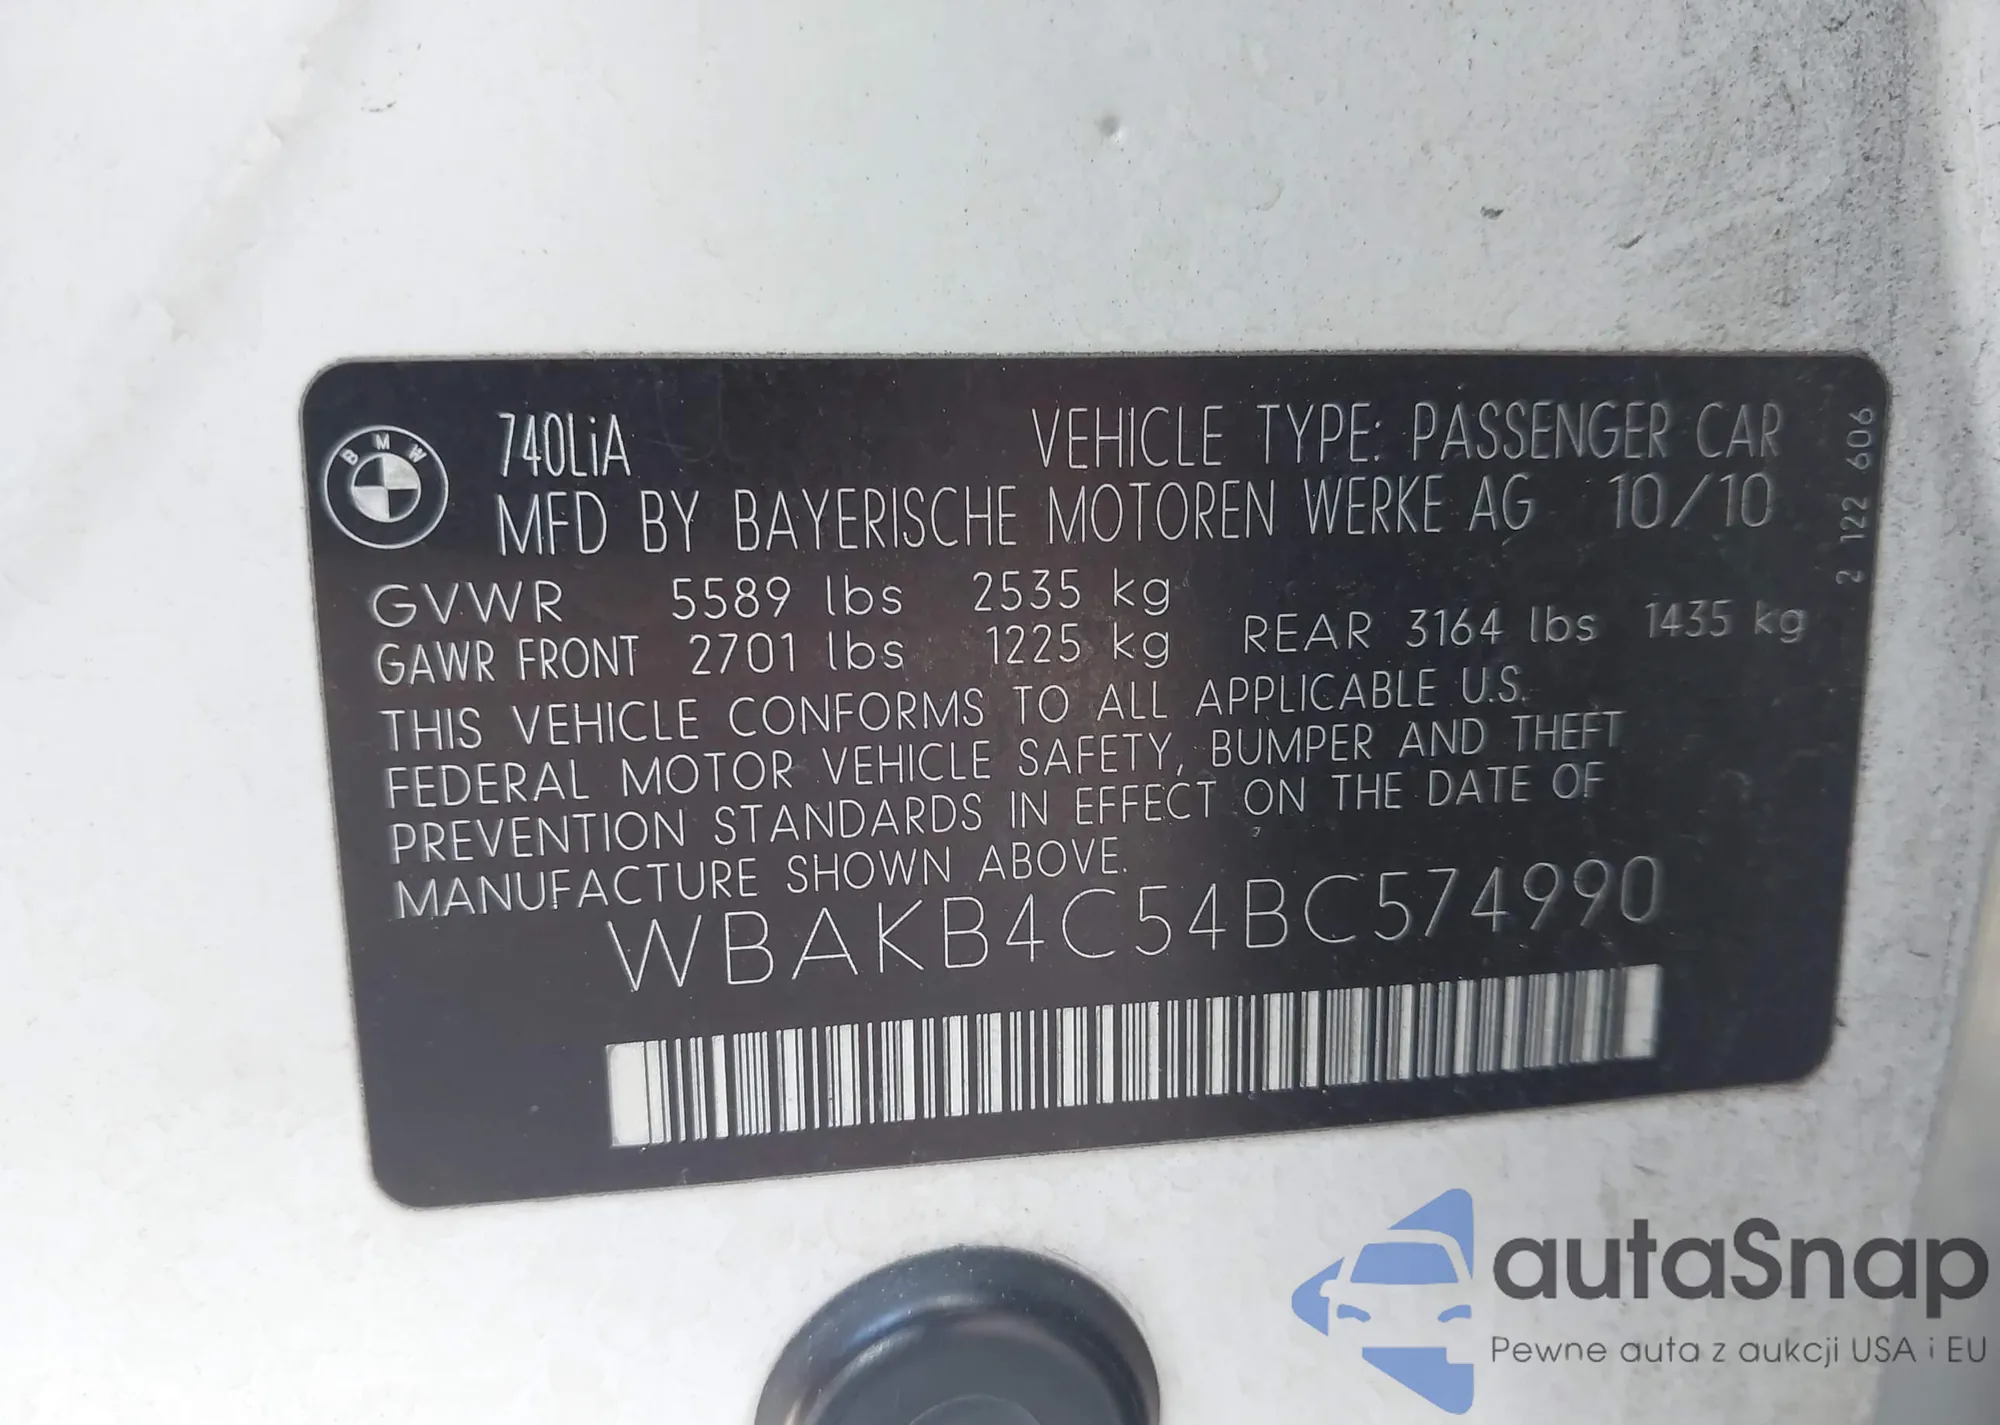 BMW
740LiA VEHICLE TYPE: PASSENGER CAR
MFD BY BAYERISCHE MOTOREN WERKE AG 10/10
GVWR 5589 lbs 2535 kg
GAWR FRONT 2701 lbs 1225 kg REAR 3164 lbs 1435 kg
THIS VEHICLE CONFORMS TO ALL APPLICABLE U.S.
FEDERAL MOTOR VEHICLE SAFETY, BUMPER AND THEFT
PREVENTION STANDARDS IN EFFECT ON THE DATE OF
MANUFACTURE SHOWN ABOVE.
WBAKB4C54BC574990
2 122 606
autaSnap
Pewne auta z aukcji USA i EU